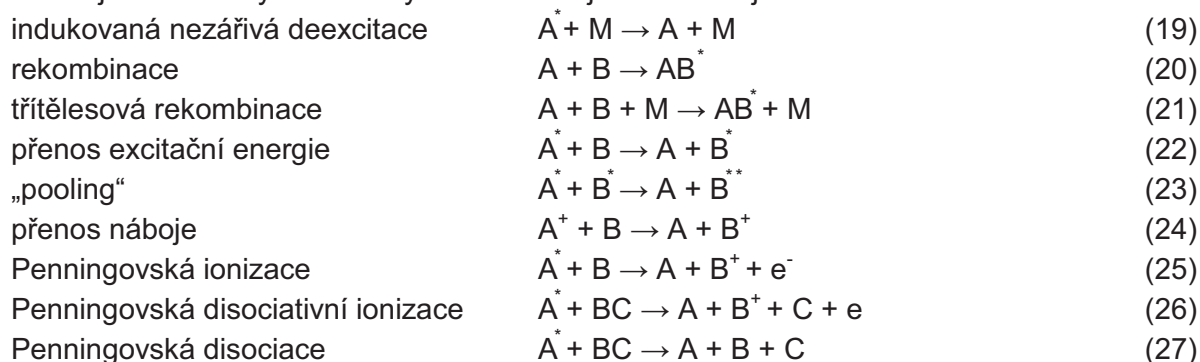 indukovaná nezářivá deexcitace A* + M → A + M (19)
rekombinace A + B → AB* (20)
třítělesová rekombinace A + B + M → AB* + M (21)
přenos excitační energie A* + B → A + B* (22)
„pooling“ A* + B* → A + B** (23)
přenos náboje A⁺ + B → A + B⁺ (24)
Penningovská ionizace A* + B → A + B⁺ + e⁻ (25)
Penningovská disociativní ionizace A* + BC → A + B⁺ + C + e (26)
Penningovská disociace A* + BC → A + B + C (27)